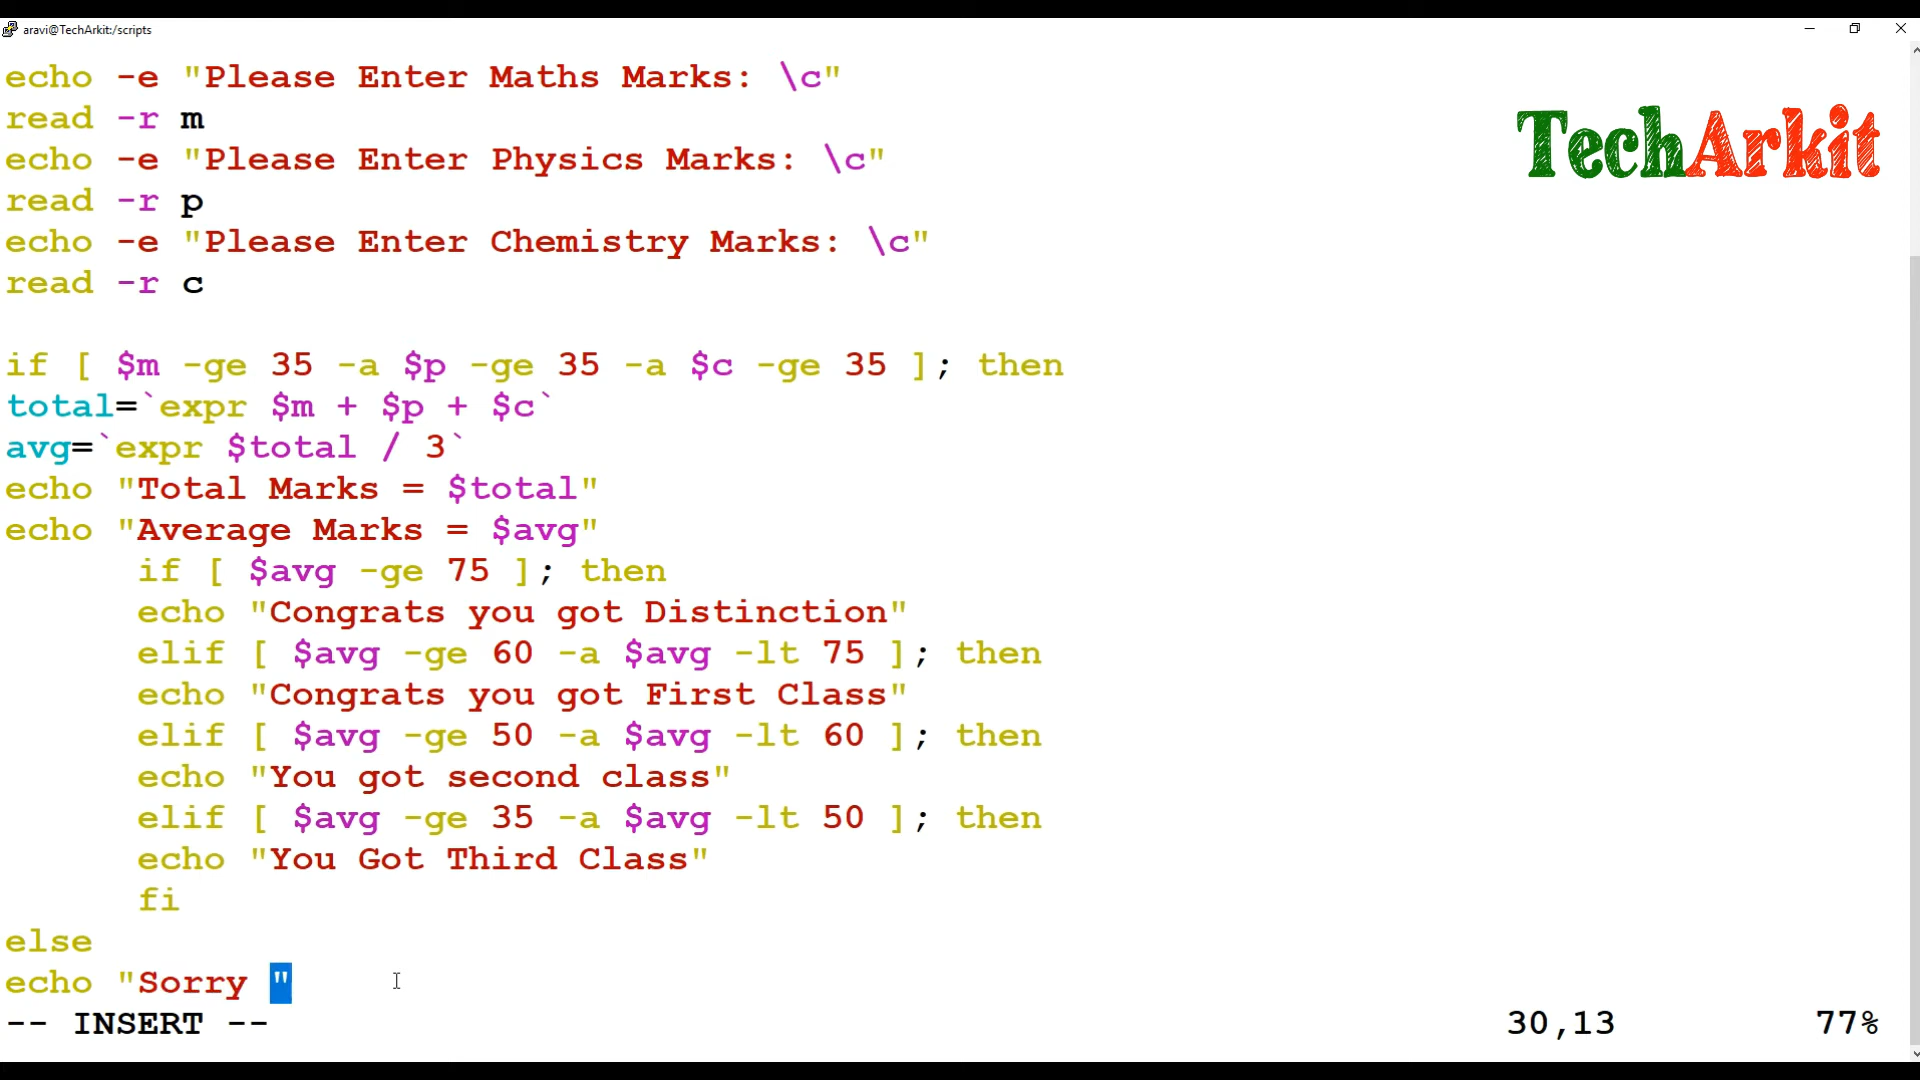 aravi@TechArkit:/scripts
echo -e "Please Enter Maths Marks: \c"
read -r m
echo -e "Please Enter Physics Marks: \c"
read -r p
echo -e "Please Enter Chemistry Marks: \c"
read -r c
if [ $m -ge 35 -a $p -ge 35 -a $c -ge 35 ]; then
total=`expr $m + $p + $c`
avg=`expr $total / 3`
echo "Total Marks = $total"
echo "Average Marks = $avg"
if [ $avg -ge 75 ]; then
echo "Congrats you got Distinction"
elif [ $avg -ge 60 -a $avg -lt 75 ]; then
echo "Congrats you got First Class"
elif [ $avg -ge 50 -a $avg -lt 60 ]; then
echo "You got second class"
elif [ $avg -ge 35 -a $avg -lt 50 ]; then
echo "You Got Third Class"
fi
else
echo "Sorry "
-- INSERT -- 30,13 77%
TechArkit